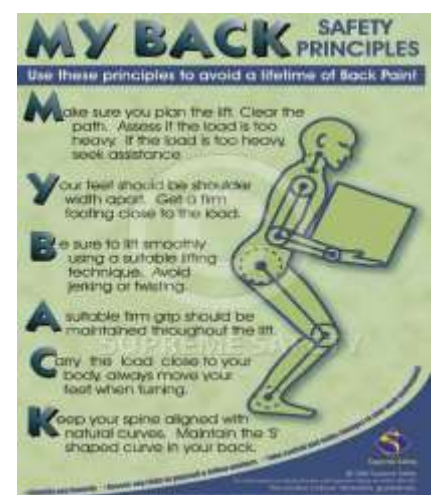 MY BACK SAFETY
PRINCIPLES
Use these principles to avoid a lifetime of Back Pain!
Make sure you plan the lift. Clear the
path. Assess if the load is too
heavy. If the load is too heavy,
seek assistance.
Your feet should be shoulder
width apart. Get a firm
footing close to the load.
Be sure to lift smoothly
using a suitable lifting
technique. Avoid
jerking or twisting.
A suitable firm grip should be
maintained throughout the lift.
SUPREME SAFETY
Carry the load close to your
body, always move your
feet when turning.
Keep your spine aligned with
natural curves. Maintain the 'S'
shaped curve in your back.